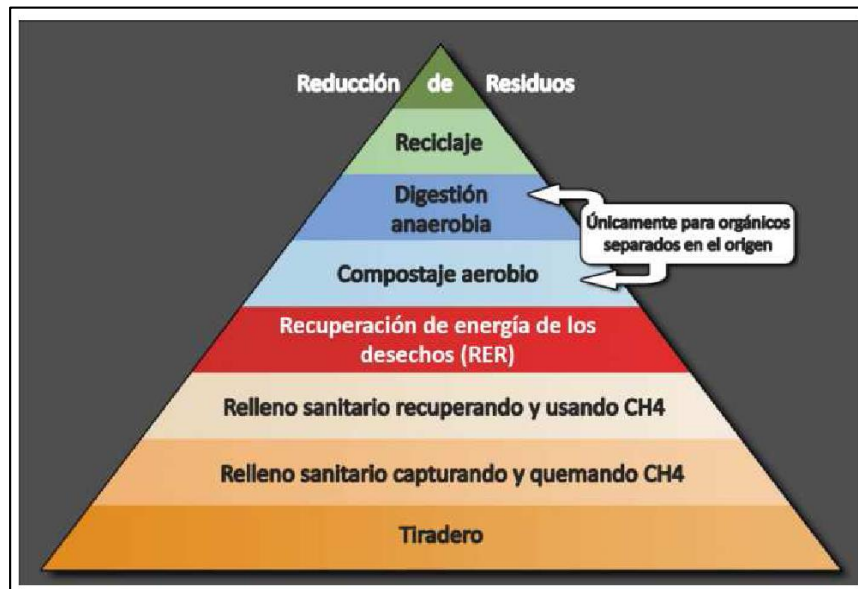 Reducción de Residuos
Reciclaje
Digestión
anaerobia
Únicamente para orgánicos
separados en el origen
Compostaje aerobio
Recuperación de energía de los
desechos (RER)
Relleno sanitario recuperando y usando CH4
Relleno sanitario capturando y quemando CH4
Tiradero